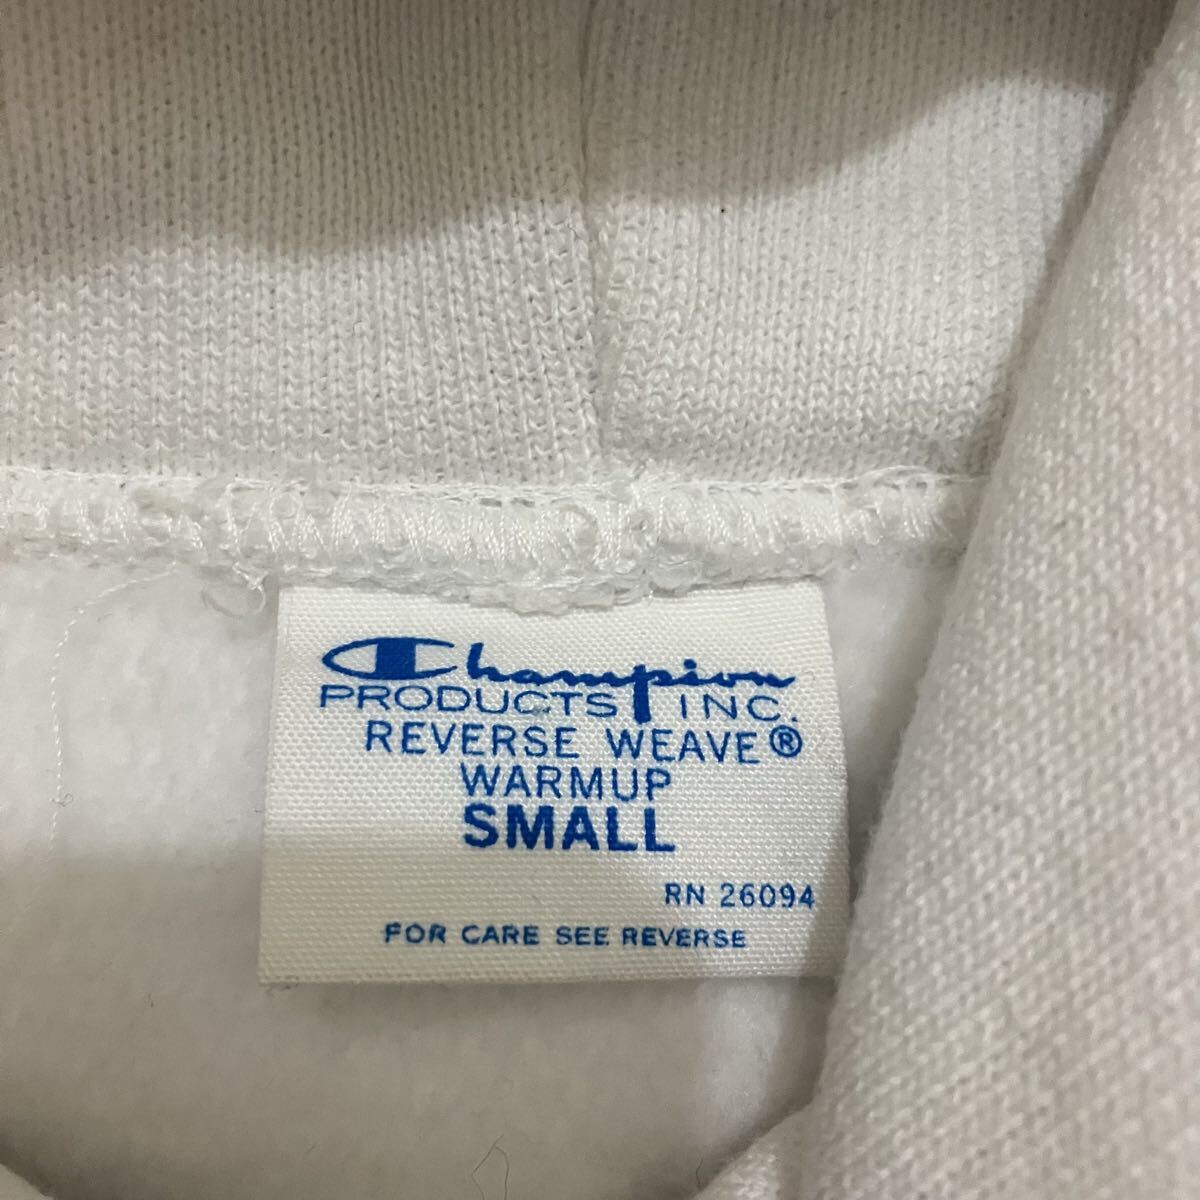 Champion
PRODUCTS INC.
REVERSE WEAVE®
WARMUP
SMALL
RN 26094
FOR CARE SEE REVERSE